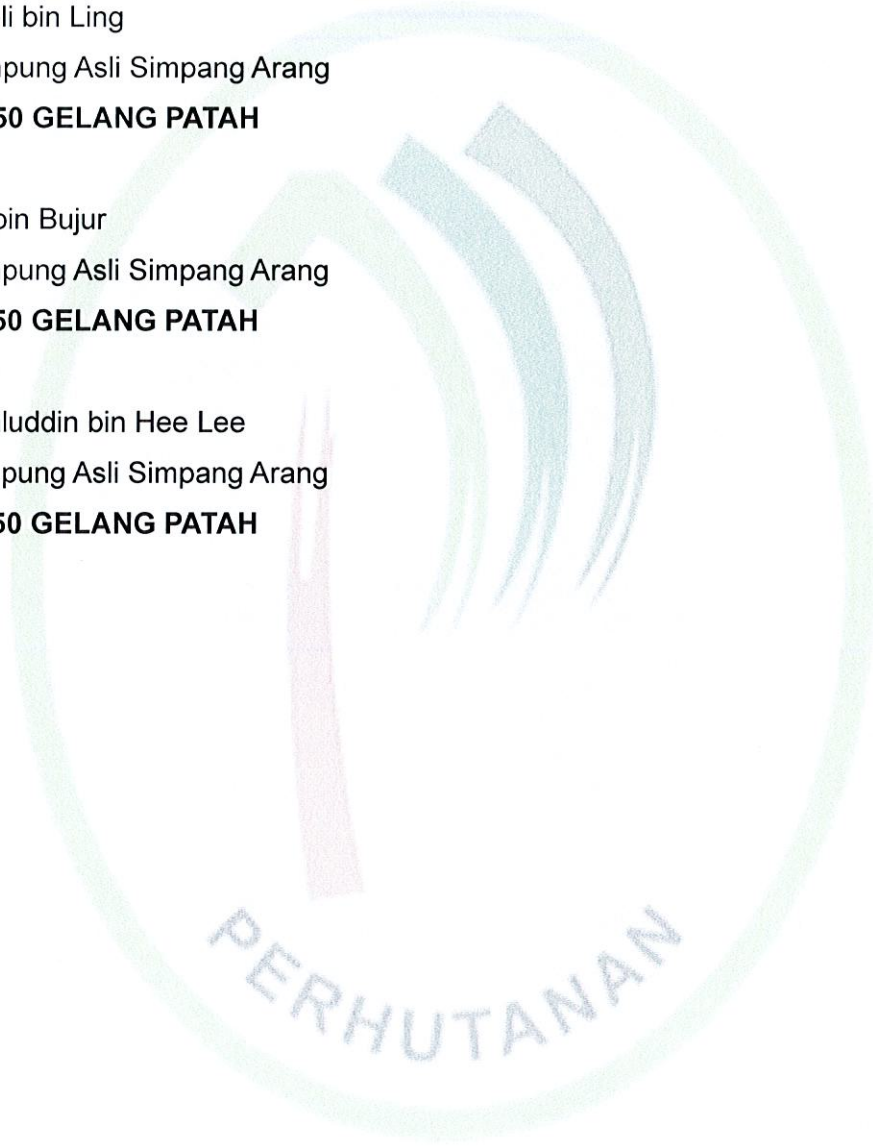 li bin Ling
pung Asli Simpang Arang
50 GELANG PATAH
bin Bujur
pung Asli Simpang Arang
50 GELANG PATAH
luddin bin Hee Lee
pung Asli Simpang Arang
50 GELANG PATAH
PERHUTANAN